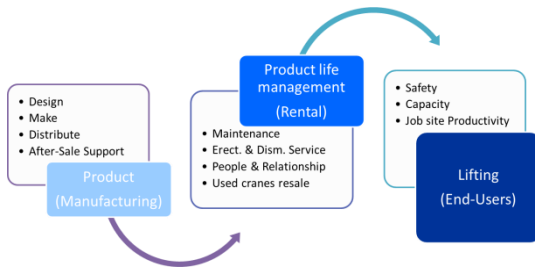 • Design
• Make
• Distribute
• After-Sale Support
Product
(Manufacturing)
Product life
management
(Rental)
• Maintenance
• Erect. & Dism. Service
• People & Relationship
• Used cranes resale
• Safety
• Capacity
• Job site Productivity
Lifting
(End-Users)